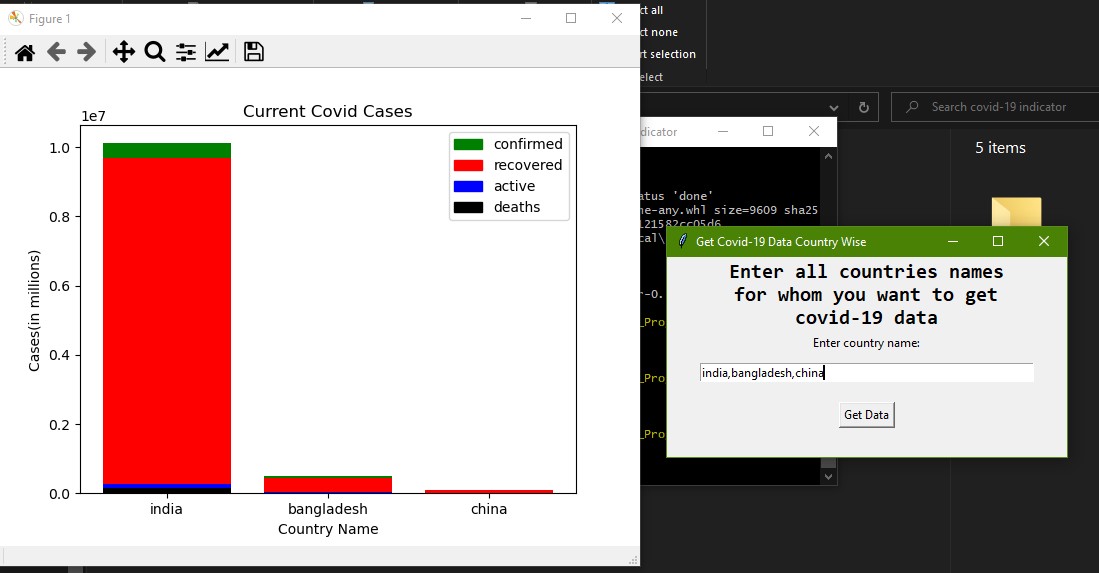 Figure 1
Current Covid Cases
1e7
confirmed
recovered
active
deaths
1.0
0.8
0.6
0.4
0.2
0.0
Cases(in millions)
india bangladesh china
Country Name
ct all
ct none
rt selection
elect
Search covid-19 indicator
5 items
dicator
atus 'done'
ne-any.whl size=9609 sha25
121582cc05d6
cal\
r-0.
_Pro
_Pro
_Pro
Get Covid-19 Data Country Wise
Enter all countries names
for whom you want to get
covid-19 data
Enter country name:
india,bangladesh,china
Get Data